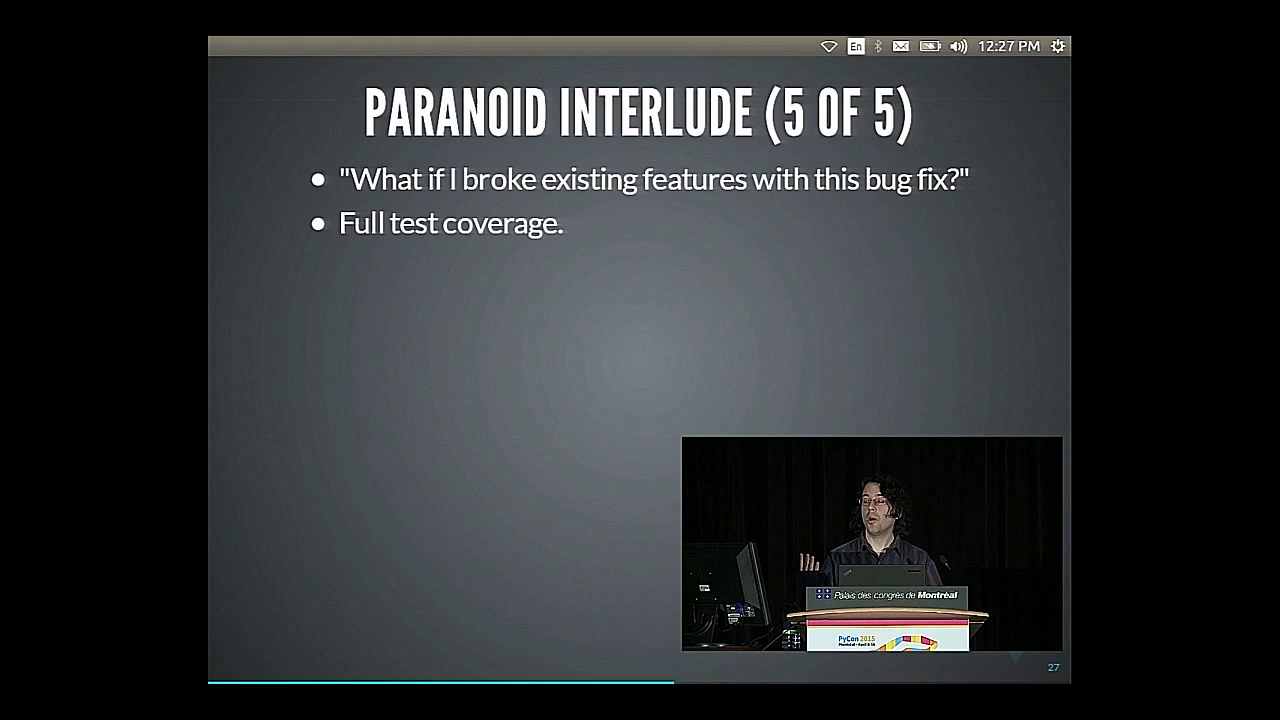 En 12:27 PM
PARANOID INTERLUDE (5 OF 5)
"What if I broke existing features with this bug fix?"
Full test coverage.
Palais des congrès de Montréal
PyCon 2015
27